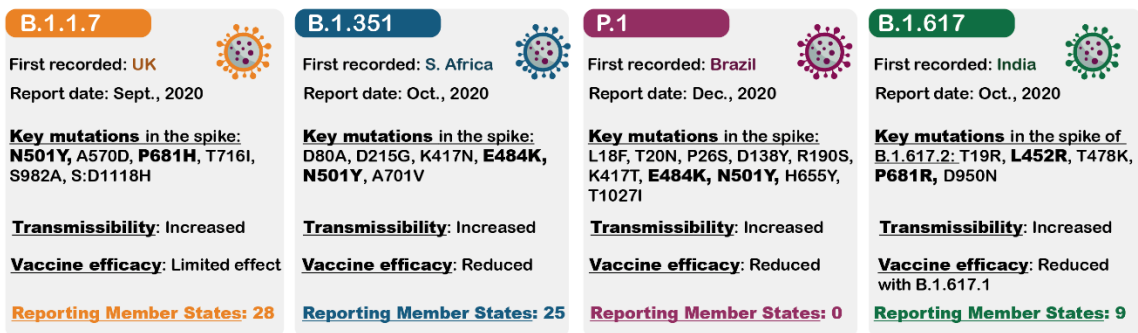 B.1.1.7
First recorded: UK
Report date: Sept., 2020
Key mutations in the spike:
N501Y, A570D, P681H, T716I,
S982A, S:D1118H
Transmissibility: Increased
Vaccine efficacy: Limited effect
Reporting Member States: 28
B.1.351
First recorded: S. Africa
Report date: Oct., 2020
Key mutations in the spike:
D80A, D215G, K417N, E484K,
N501Y, A701V
Transmissibility: Increased
Vaccine efficacy: Reduced
Reporting Member States: 25
P.1
First recorded: Brazil
Report date: Dec., 2020
Key mutations in the spike:
L18F, T20N, P26S, D138Y, R190S,
K417T, E484K, N501Y, H655Y,
T1027I
Transmissibility: Increased
Vaccine efficacy: Reduced
Reporting Member States: 0
B.1.617
First recorded: India
Report date: Oct., 2020
Key mutations in the spike of
B.1.617.2: T19R, L452R, T478K,
P681R, D950N
Transmissibility: Increased
Vaccine efficacy: Reduced
with B.1.617.1
Reporting Member States: 9